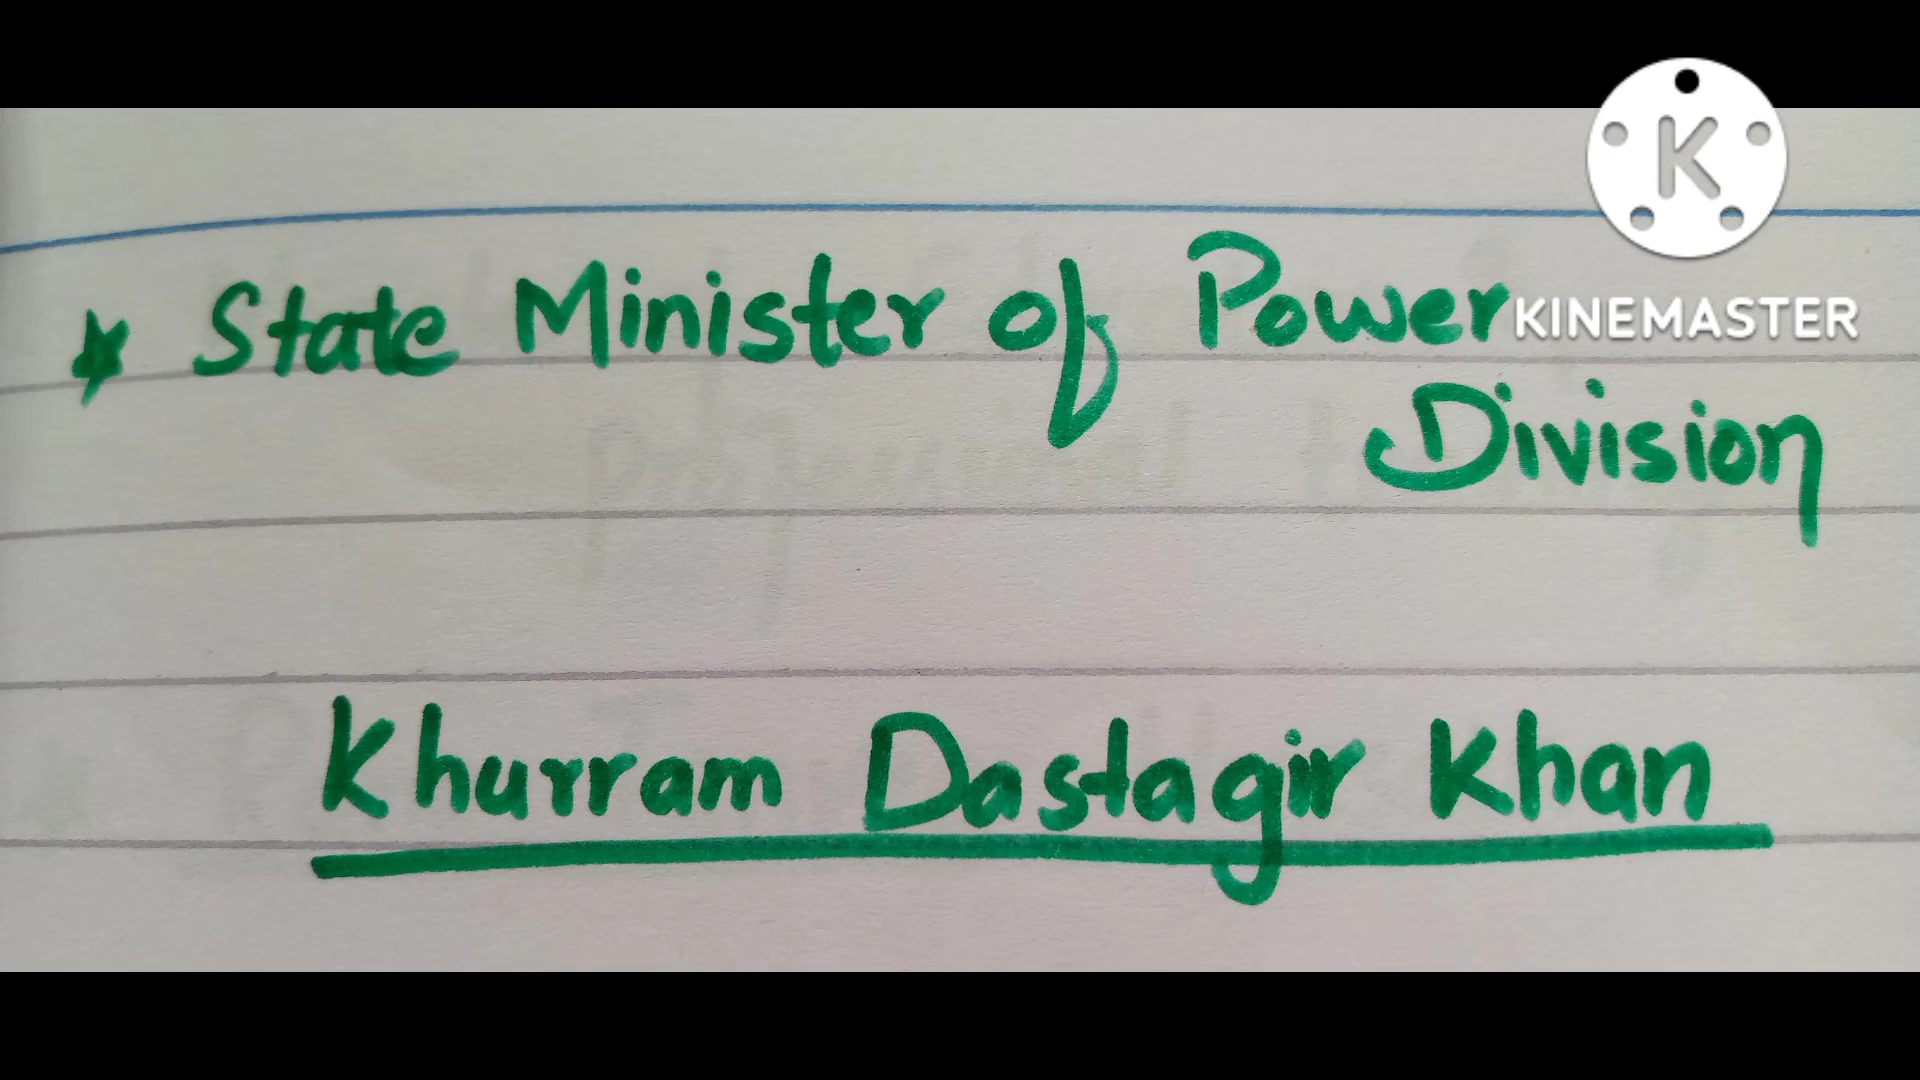 * State Minister of Power
Division
Khurram Dastagir Khan
K
KINEMASTER